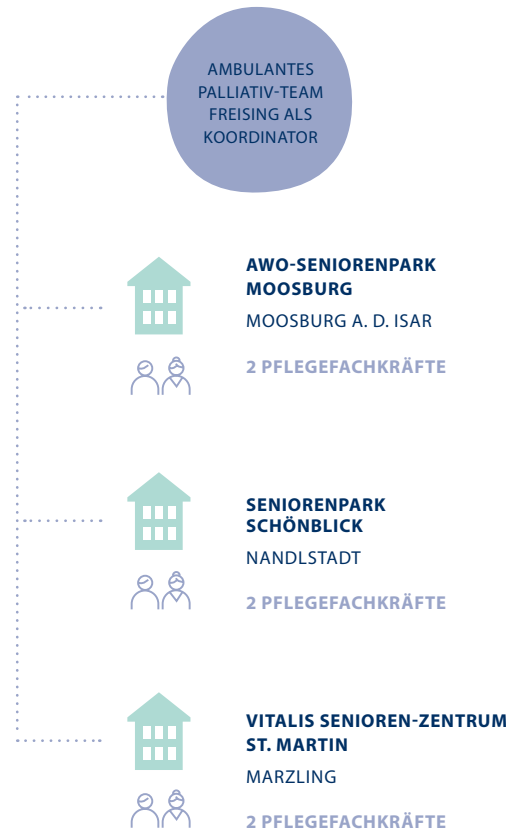 AMBULANTES
PALLIATIV-TEAM
FREISING ALS
KOORDINATOR
AWO-SENIORENPARK
MOOSBURG
MOOSBURG A. D. ISAR
2 PFLEGEFACHKRÄFTE
SENIORENPARK
SCHÖNBLICK
NANDLSTADT
2 PFLEGEFACHKRÄFTE
VITALIS SENIOREN-ZENTRUM
ST. MARTIN
MARZLING
2 PFLEGEFACHKRÄFTE